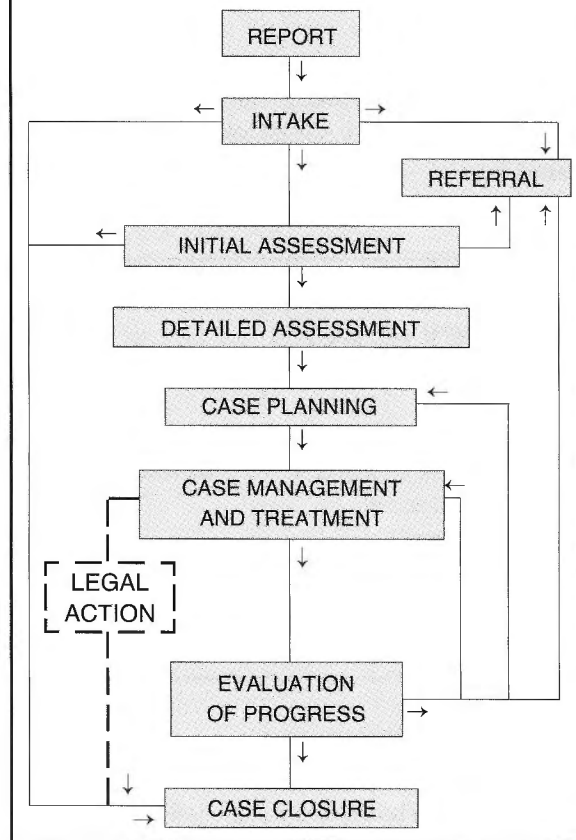 REPORT
INTAKE
REFERRAL
INITIAL ASSESSMENT
DETAILED ASSESSMENT
CASE PLANNING
CASE MANAGEMENT
AND TREATMENT
LEGAL
ACTION
EVALUATION
OF PROGRESS
CASE CLOSURE